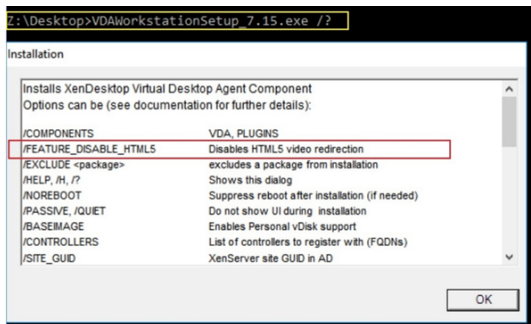 Z:\Desktop>VDAWorkstationSetup_7.15.exe /?
Installation
Installs XenDesktop Virtual Desktop Agent Component
Options can be (see documentation for further details):
/COMPONENTS VDA, PLUGINS
/FEATURE_DISABLE_HTML5 Disables HTML5 video redirection
/EXCLUDE <package> excludes a package from installation
/HELP, /H, /? Shows this dialog
/NOREBOOT Suppress reboot after installation (if needed)
/PASSIVE, /QUIET Do not show UI during installation
/BASEIMAGE Enables Personal vDisk support
/CONTROLLERS List of controllers to register with (FQDNs)
/SITE_GUID XenServer site GUID in AD
OK